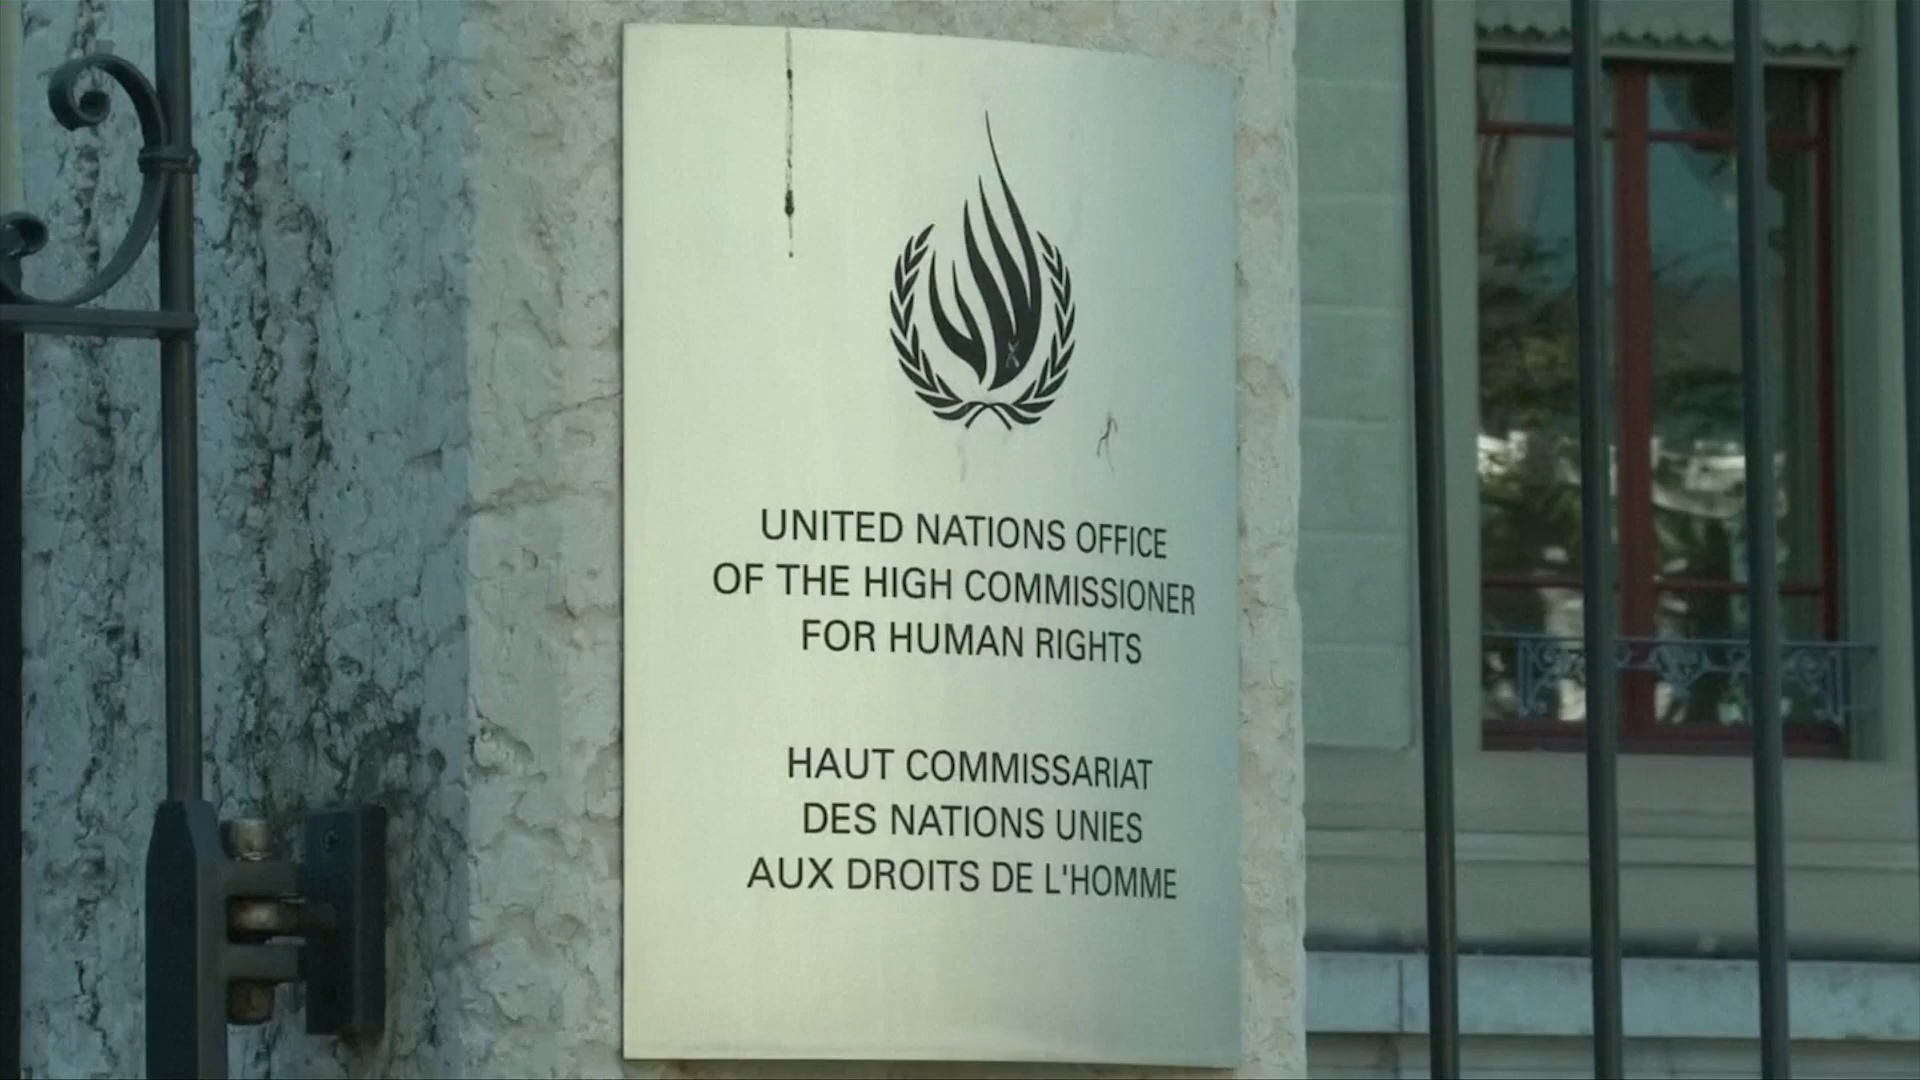 UNITED NATIONS OFFICE
OF THE HIGH COMMISSIONER
FOR HUMAN RIGHTS
HAUT COMMISSARIAT
DES NATIONS UNIES
AUX DROITS DE L'HOMME